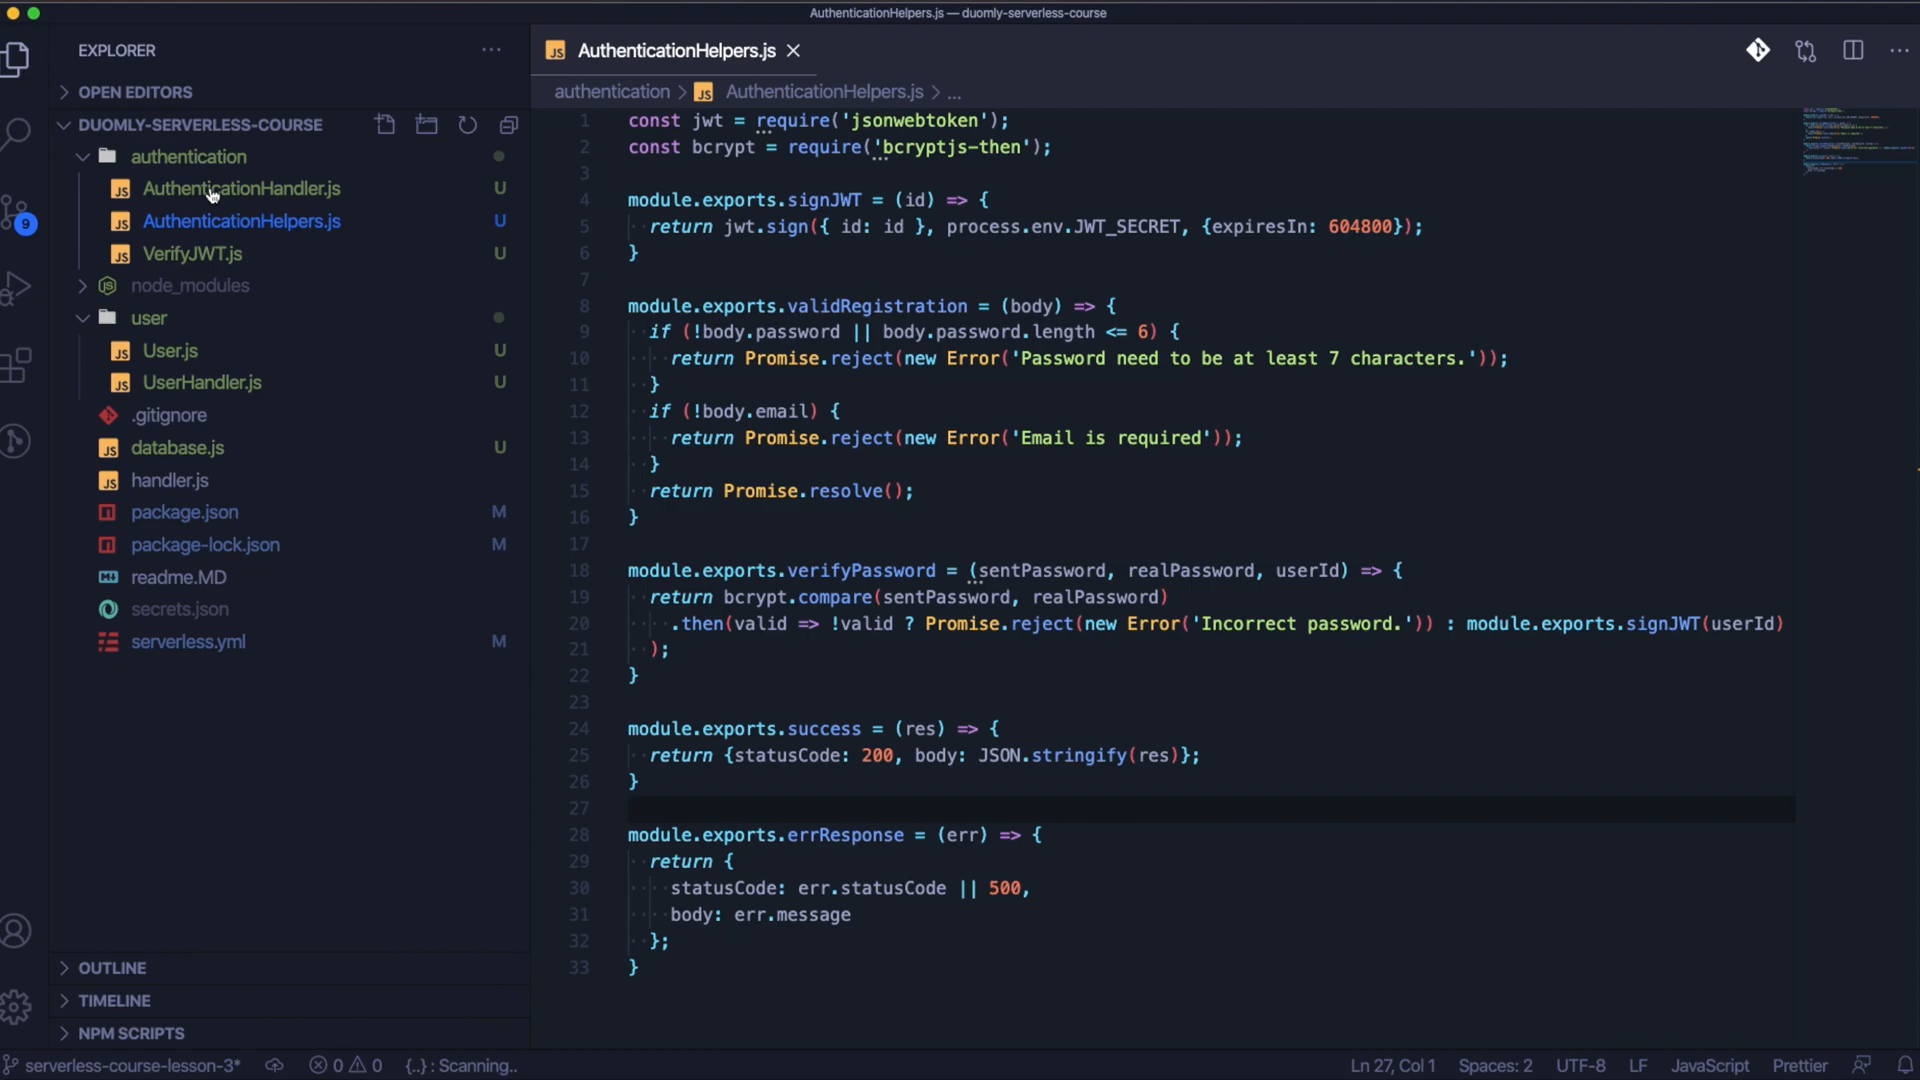 AuthenticationHelpers.js — duomly-serverless-course
EXPLORER
OPEN EDITORS
DUOMLY-SERVERLESS-COURSE
authentication
AuthenticationHandler.js U
AuthenticationHelpers.js U
VerifyJWT.js U
node_modules
user
User.js U
UserHandler.js U
.gitignore
database.js U
handler.js
package.json M
package-lock.json M
readme.MD
secrets.json
serverless.yml M
OUTLINE
TIMELINE
NPM SCRIPTS
9
JS AuthenticationHelpers.js
authentication > JS AuthenticationHelpers.js > ...
1 const jwt = require('jsonwebtoken');
2 const bcrypt = require('bcryptjs-then');
3
4 module.exports.signJWT = (id) => {
5 return jwt.sign({ id: id }, process.env.JWT_SECRET, {expiresIn: 604800});
6 }
7
8 module.exports.validRegistration = (body) => {
9 if (!body.password || body.password.length <= 6) {
10 return Promise.reject(new Error('Password need to be at least 7 characters.'));
11 }
12 if (!body.email) {
13 return Promise.reject(new Error('Email is required'));
14 }
15 return Promise.resolve();
16 }
17
18 module.exports.verifyPassword = (sentPassword, realPassword, userId) => {
19 return bcrypt.compare(sentPassword, realPassword)
20 .then(valid => !valid ? Promise.reject(new Error('Incorrect password.')) : module.exports.signJWT(userId)
21 );
22 }
23
24 module.exports.success = (res) => {
25 return {statusCode: 200, body: JSON.stringify(res)};
26 }
27
28 module.exports.errResponse = (err) => {
29 return {
30 statusCode: err.statusCode || 500,
31 body: err.message
32 };
33 }
serverless-course-lesson-3* 0 0 {..} : Scanning.. Ln 27, Col 1 Spaces: 2 UTF-8 LF JavaScript Prettier